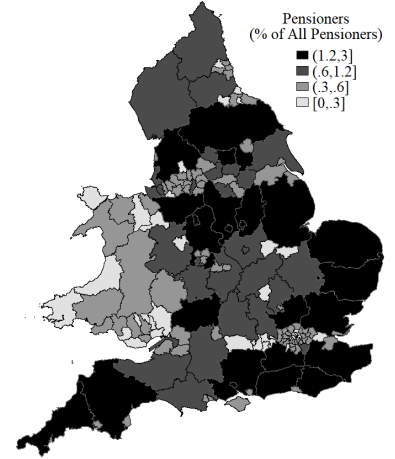 Pensioners
(% of All Pensioners)
(1.2,3]
(.6,1.2]
(.3,.6]
[0,.3]